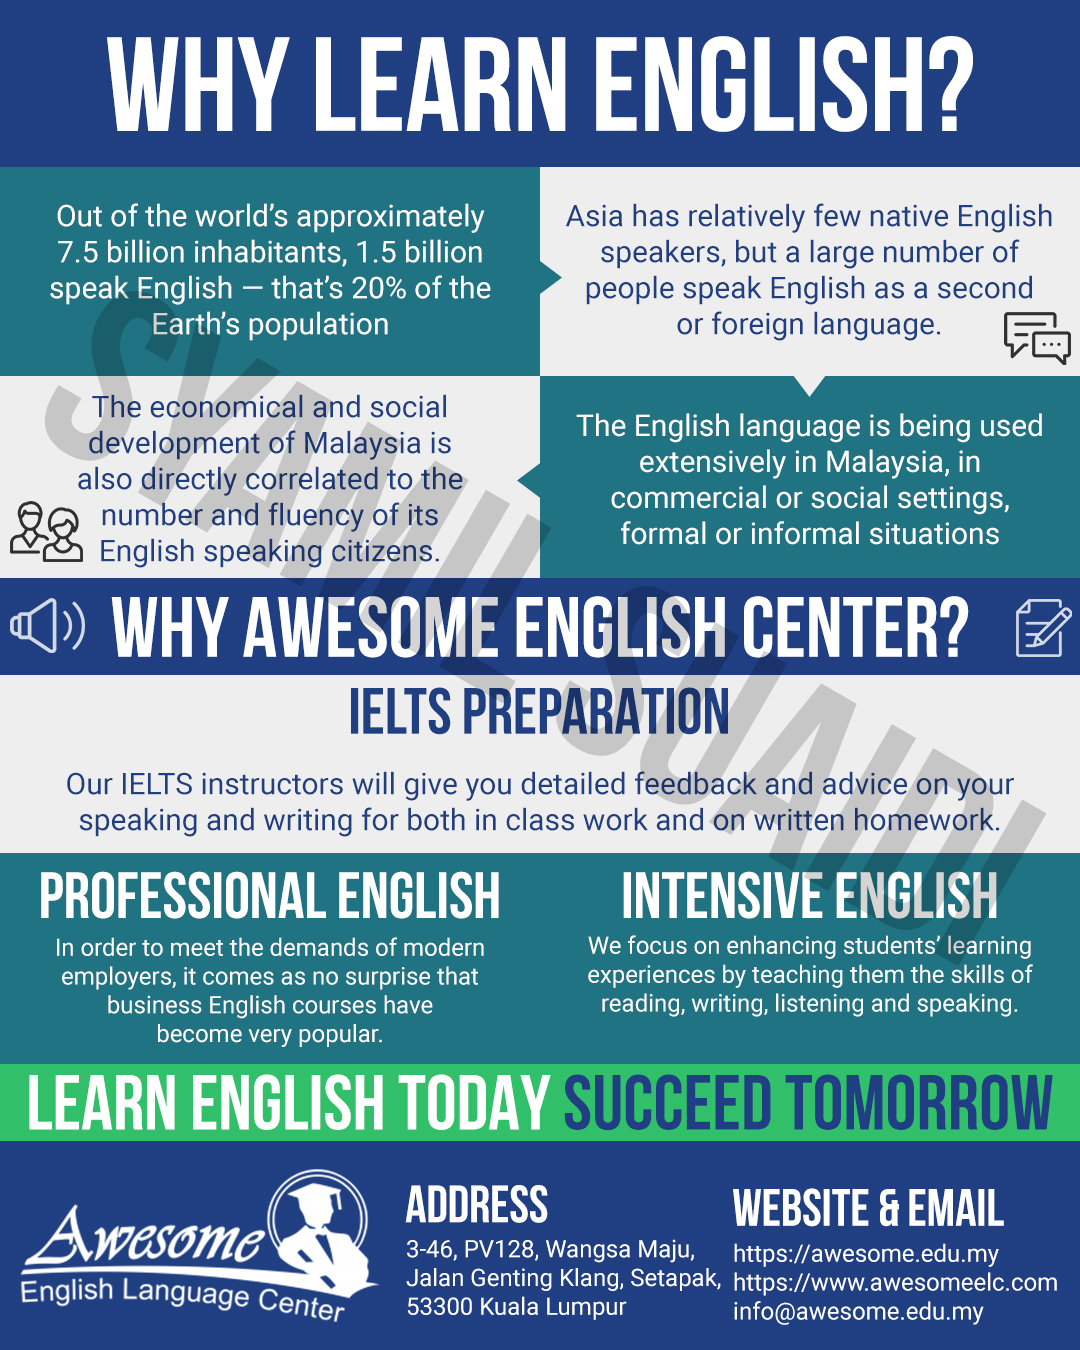 WHY LEARN ENGLISH?
Out of the world's approximately
7.5 billion inhabitants, 1.5 billion
speak English — that's 20% of the
Earth's population
Asia has relatively few native English
speakers, but a large number of
people speak English as a second
or foreign language.
The English language is being used
extensively in Malaysia, in
commercial or social settings,
formal or informal situations
The economical and social
development of Malaysia is
also directly correlated to the
number and fluency of its
English speaking citizens.
WHY AWESOME ENGLISH CENTER?
IELTS PREPARATION
Our IELTS instructors will give you detailed feedback and advice on your
speaking and writing for both in class work and on written homework.
PROFESSIONAL ENGLISH
In order to meet the demands of modern
employers, it comes as no surprise that
business English courses have
become very popular.
INTENSIVE ENGLISH
We focus on enhancing students' learning
experiences by teaching them the skills of
reading, writing, listening and speaking.
LEARN ENGLISH TODAY SUCCEED TOMORROW
Awesome
English Language Center
ADDRESS
3-46, PV128, Wangsa Maju,
Jalan Genting Klang, Setapak,
53300 Kuala Lumpur
WEBSITE & EMAIL
https://awesome.edu.my
https://www.awesomeelc.com
info@awesome.edu.my
SYAMIL SUAIDI